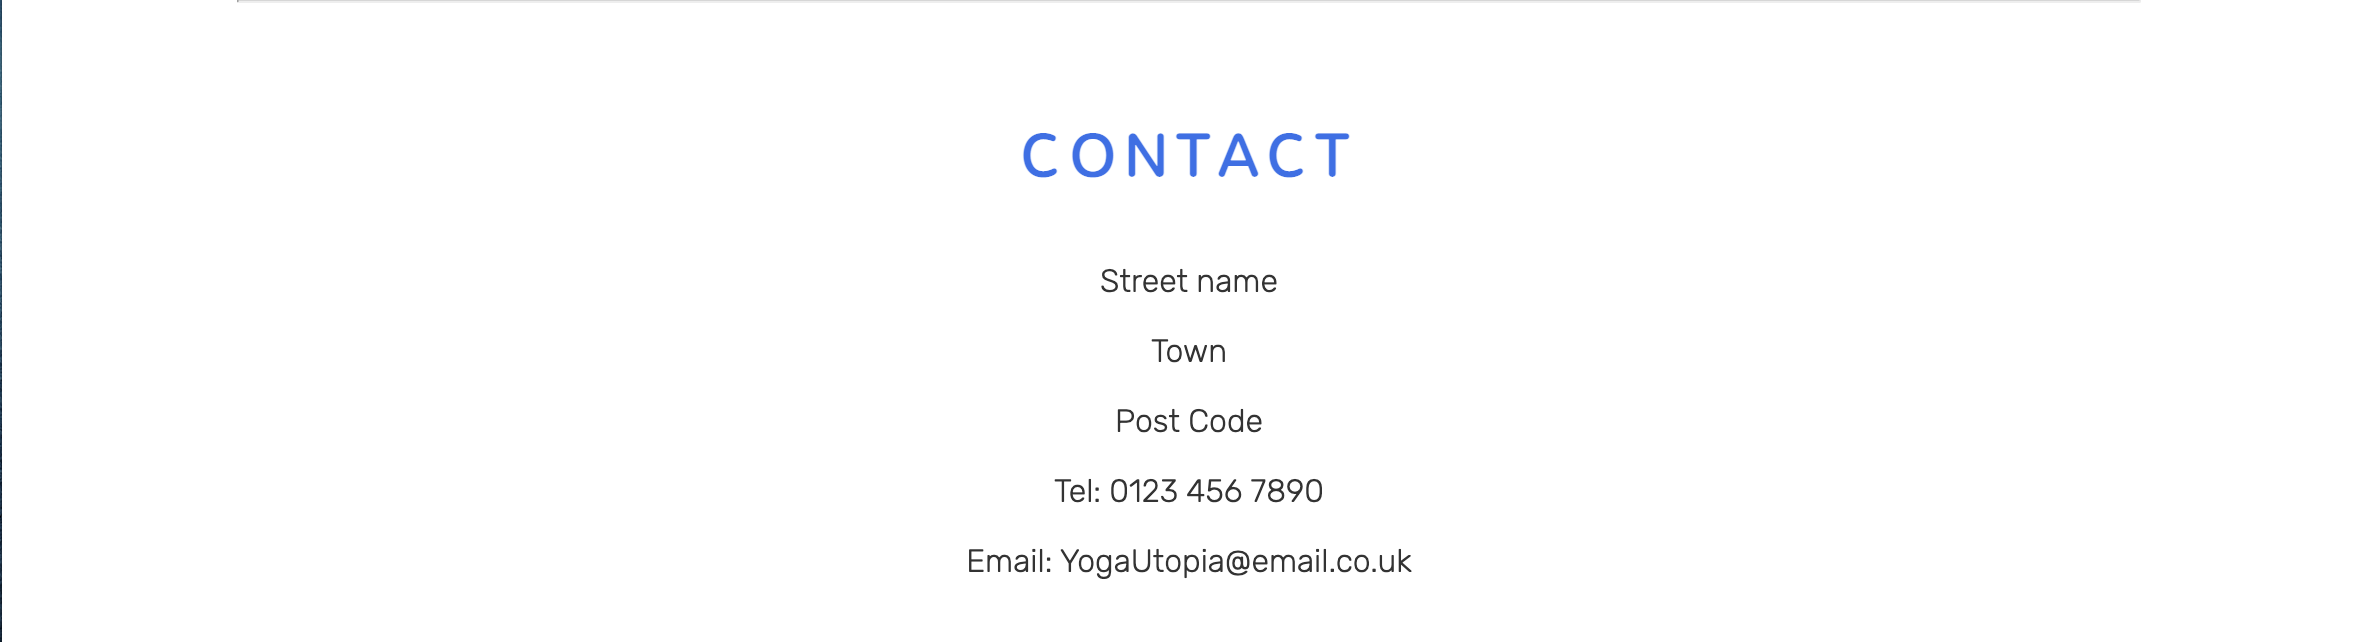 CONTACT
Street name
Town
Post Code
Tel: 0123 456 7890
Email: YogaUtopia@email.co.uk